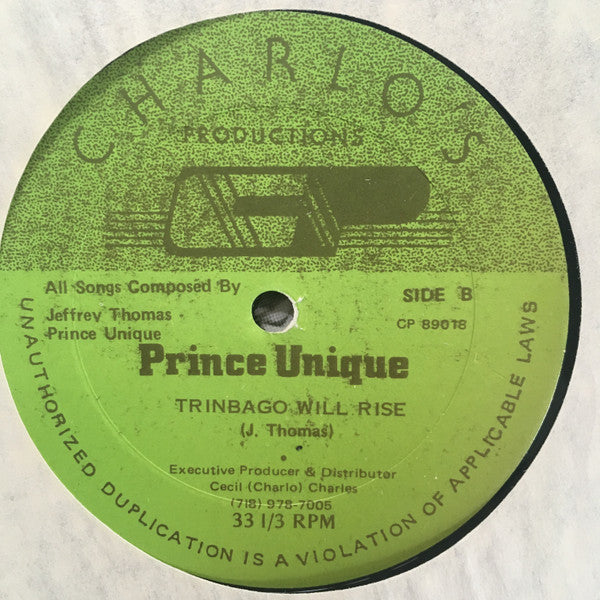 CHARLO'S
PRODUCTIONS
All Songs Composed By
Jeffrey Thomas
Prince Unique
SIDE B
CP 89018
Prince Unique
TRINBAGO WILL RISE
(J. Thomas)
Executive Producer & Distributor
Cecil (Charlo) Charles
(718) 978-7005
33 1/3 RPM
UNAUTHORIZED DUPLICATION IS A VIOLATION OF APPLICABLE LAWS